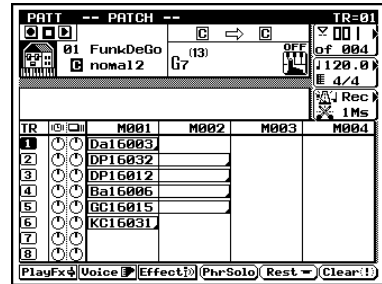 PATT -- PATCH -- TR=01
C ⇨ C 001
01 FunkDeGo (13) OFF of 004
C nomal2 G7 ♩120.0
4/4
Rec
1Ms
TR M001 M002 M003 M004
1 Da16003
2 DP16032
3 DP16012
4 Ba16006
5 GC16015
6 KC16031
7
8
PlayFx Voice Effect PhrSolo Rest Clear(!)